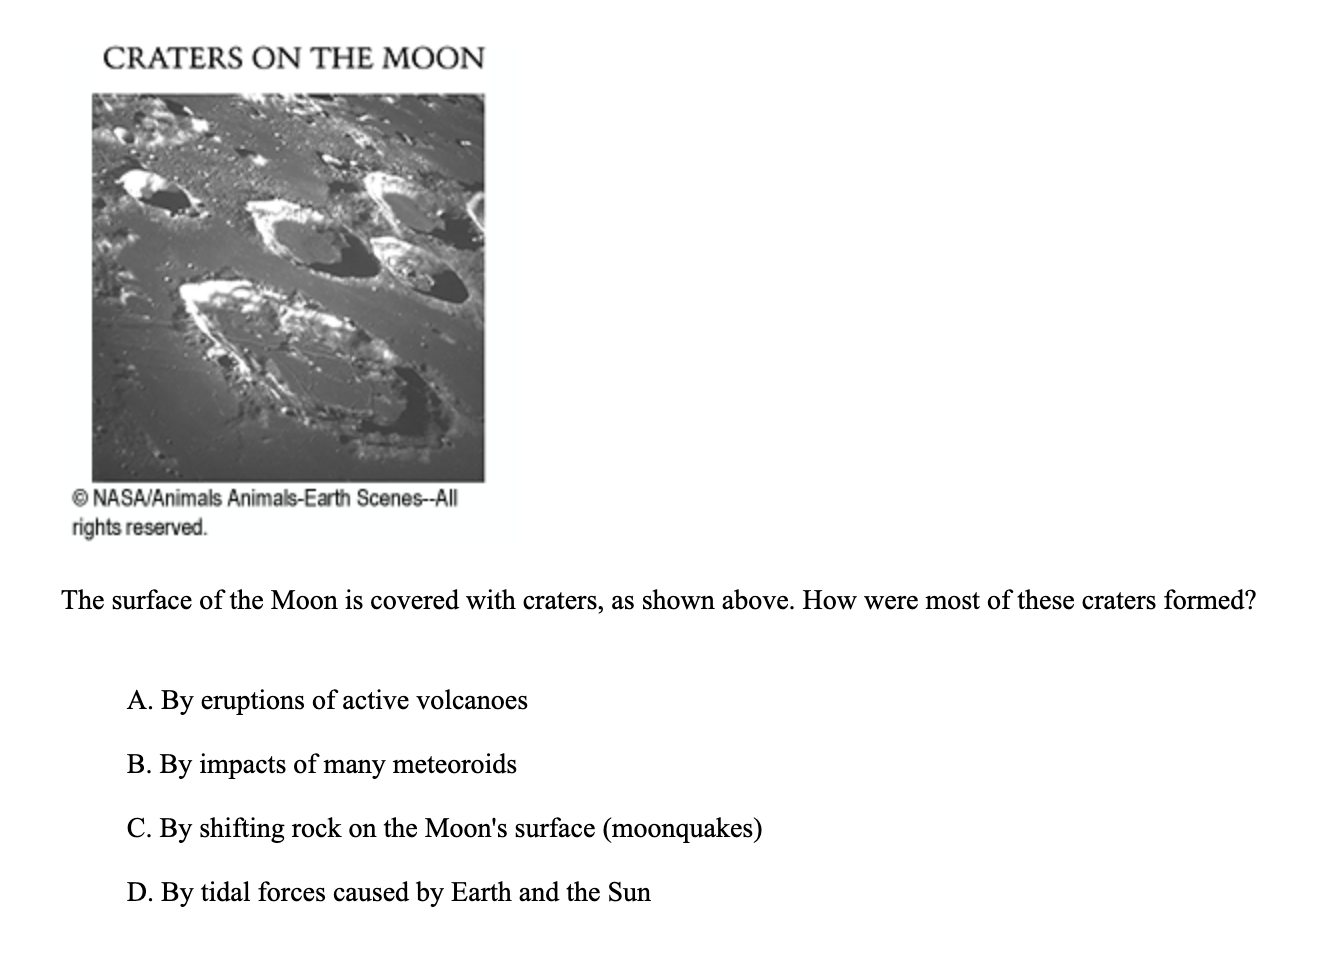 CRATERS ON THE MOON
© NASA/Animals Animals-Earth Scenes--All
rights reserved.
The surface of the Moon is covered with craters, as shown above. How were most of these craters formed?
A. By eruptions of active volcanoes
B. By impacts of many meteoroids
C. By shifting rock on the Moon's surface (moonquakes)
D. By tidal forces caused by Earth and the Sun